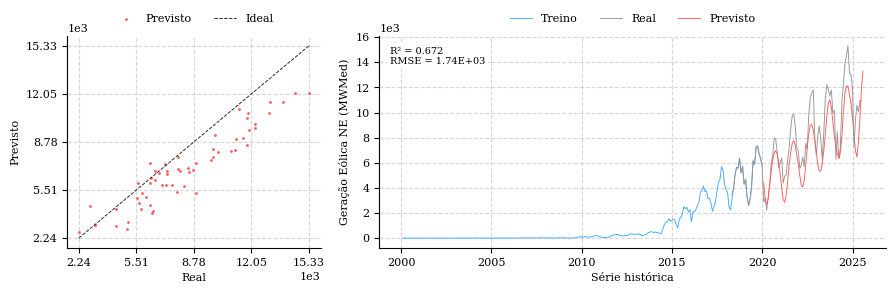 Previsto Ideal
1e3
15.33
12.05
8.78
5.51
2.24
Previsto
2.24 5.51 8.78 12.05 15.33
1e3
Real
Treino Real Previsto
1e3
R² = 0.672
RMSE = 1.74E+03
16
14
12
10
8
6
4
2
0
Geração Eólica NE (MWMed)
2000 2005 2010 2015 2020 2025
Série histórica